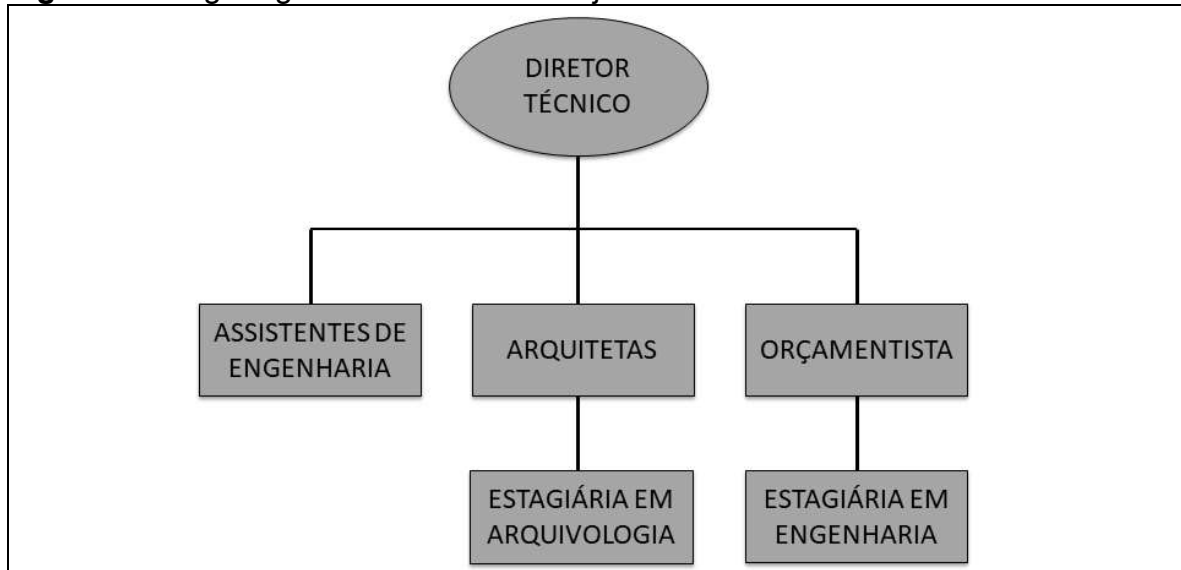 DIRETOR
TÉCNICO
ASSISTENTES DE
ENGENHARIA
ARQUITETAS
ORÇAMENTISTA
ESTAGIÁRIA EM
ARQUIVOLOGIA
ESTAGIÁRIA EM
ENGENHARIA